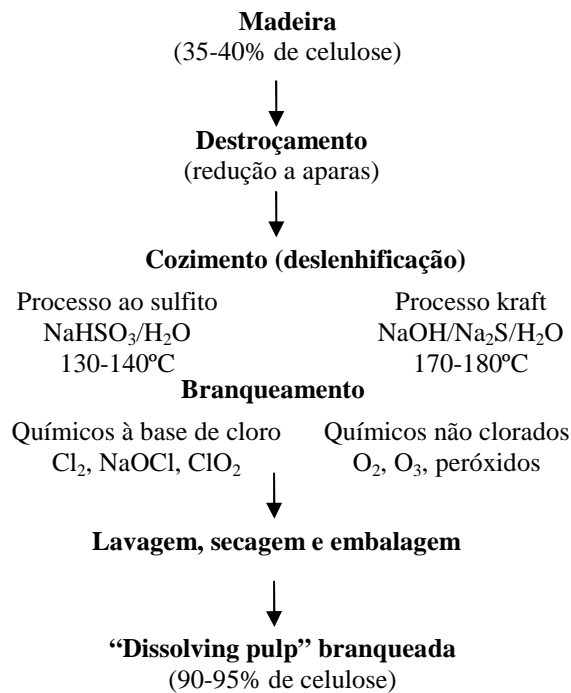 Madeira
(35-40% de celulose)
Destroçamento
(redução a aparas)
Cozimento (deslenhificação)
Processo ao sulfito
NaHSO₃/H₂O
130-140ºC
Processo kraft
NaOH/Na₂S/H₂O
170-180ºC
Branqueamento
Químicos à base de cloro
Cl₂, NaOCl, ClO₂
Químicos não clorados
O₂, O₃, peróxidos
Lavagem, secagem e embalagem
“Dissolving pulp” branqueada
(90-95% de celulose)